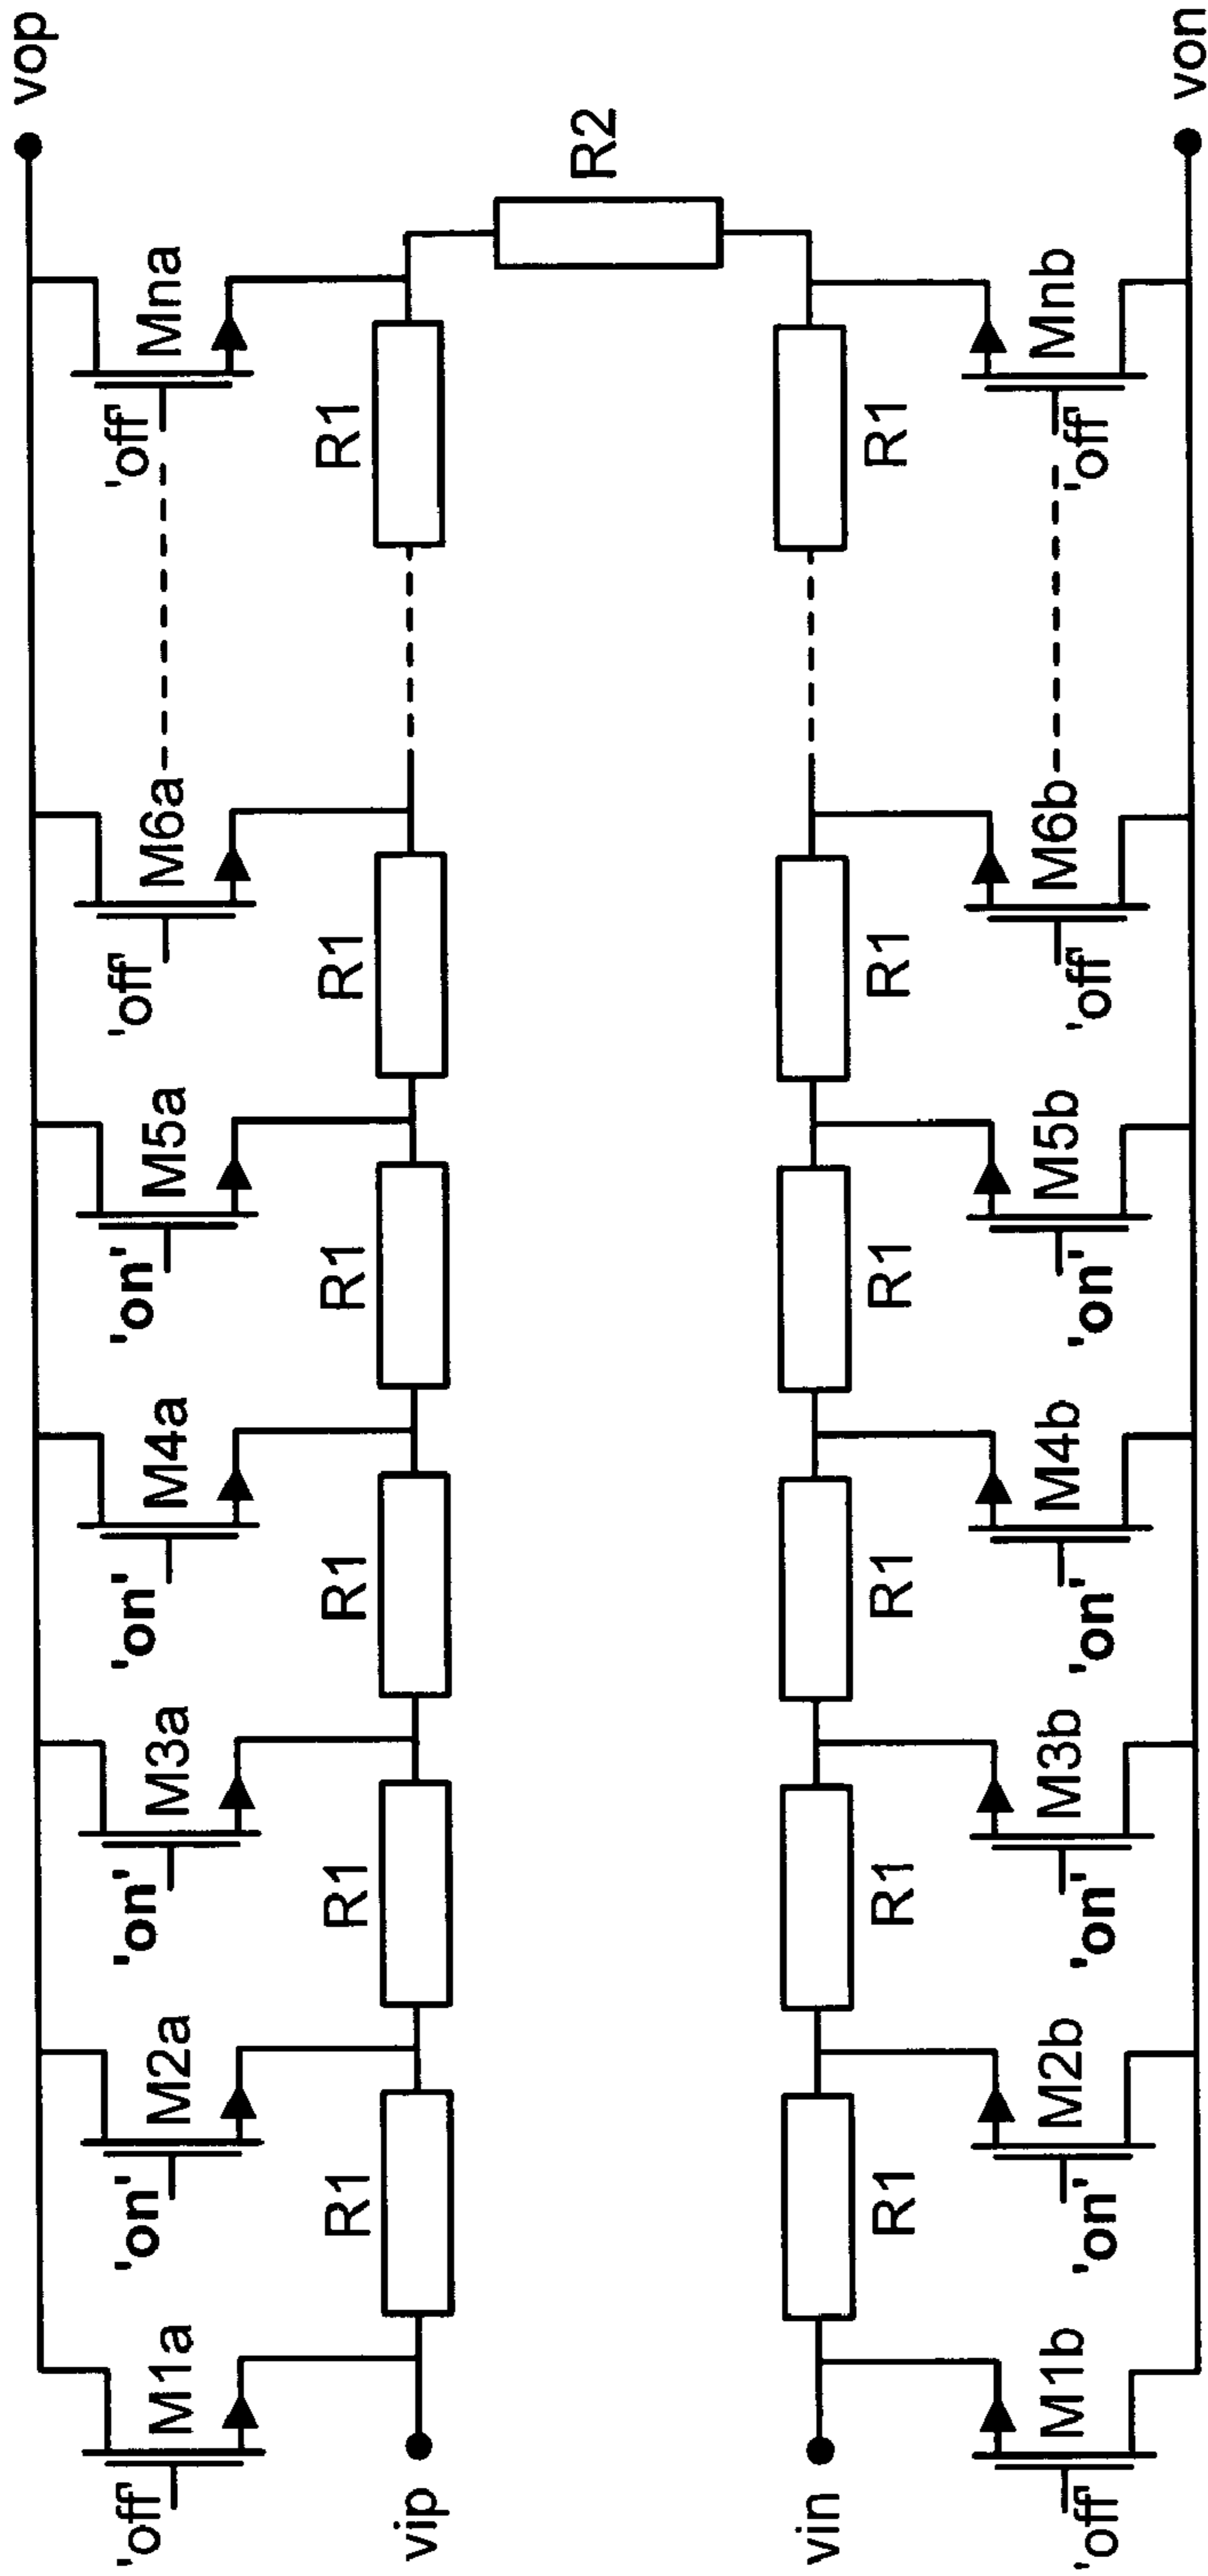 vop
M1a
M2a
M3a
M4a
M5a
M6a
Mna
'off'
'on'
'on'
'on'
'on'
'off'
'off'
R1
R1
R1
R1
R1
R1
vip
R2
vin
R1
R1
R1
R1
R1
R1
M1b
M2b
M3b
M4b
M5b
M6b
Mnb
'off'
'on'
'on'
'on'
'on'
'off'
'off'
von